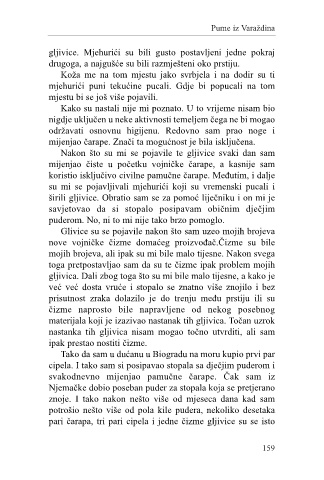 Pume iz Varaždina
gljivice. Mjehurići su bili gusto postavljeni jedne pokraj
drugoga, a najgušće su bili razmješteni oko prstiju.
Koža me na tom mjestu jako svrbjela i na dodir su ti
mjehurići puni tekućine pucali. Gdje bi popucali na tom
mjestu bi se još više pojavili.
Kako su nastali nije mi poznato. U to vrijeme nisam bio
nigdje uključen u neke aktivnosti temeljem čega ne bi mogao
održavati osnovnu higijenu. Redovno sam prao noge i
mijenjao čarape. Znači ta mogućnost je bila isključena.
Nakon što su mi se pojavile te gljivice svaki dan sam
mijenjao čiste u početku vojničke čarape, a kasnije sam
koristio isključivo civilne pamučne čarape. Međutim, i dalje
su mi se pojavljivali mjehurići koji su vremenski pucali i
širili gljivice. Obratio sam se za pomoć liječniku i on mi je
savjetovao da si stopalo posipavam običnim dječjim
puderom. No, ni to mi nije tako brzo pomoglo.
Glivice su se pojavile nakon što sam uzeo mojih brojeva
nove vojničke čizme domaćeg proizvođač.Čizme su bile
mojih brojeva, ali ipak su mi bile malo tijesne. Nakon svega
toga pretpostavljao sam da su te čizme ipak problem mojih
gljivica. Dali zbog toga što su mi bile malo tijesne, a kako je
već već dosta vruće i stopalo se znatno više znojilo i bez
prisutnost zraka dolazilo je do trenju među prstiju ili su
čizme naprosto bile napravljene od nekog posebnog
materijala koji je izazivao nastanak tih gljivica. Točan uzrok
nastanka tih gljivica nisam mogao točno utvrditi, ali sam
ipak prestao nostiti čizme.
Tako da sam u dućanu u Biogradu na moru kupio prvi par
cipela. I tako sam si posipavao stopala sa dječjim puderom i
svakodnevno mijenjao pamučne čarape. Čak sam iz
Njemačke dobio poseban puder za stopala koja se pretjerano
znoje. I tako nakon nešto više od mjeseca dana kad sam
potrošio nešto više od pola kile pudera, nekoliko desetaka
pari čarapa, tri pari cipela i jedne čizme gljivice su se isto
159